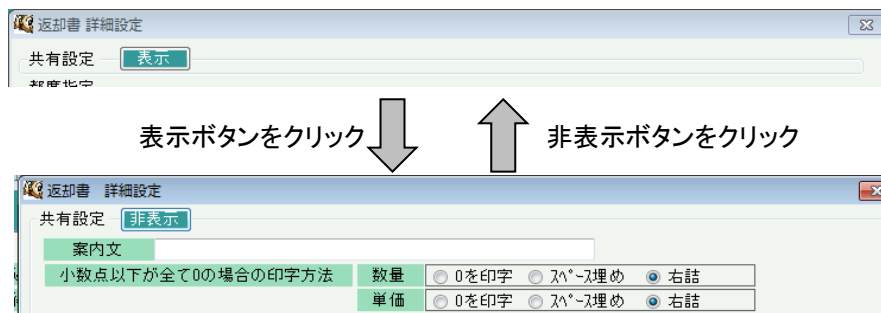 返却書 詳細設定
共有設定 表示
都度指定
表示ボタンをクリック 非表示ボタンをクリック
返却書 詳細設定
共有設定 非表示
案内文
小数点以下が全て0の場合の印字方法 数量 0を印字 ｽﾍﾟｰｽ埋め 右詰
単価 0を印字 ｽﾍﾟｰｽ埋め 右詰